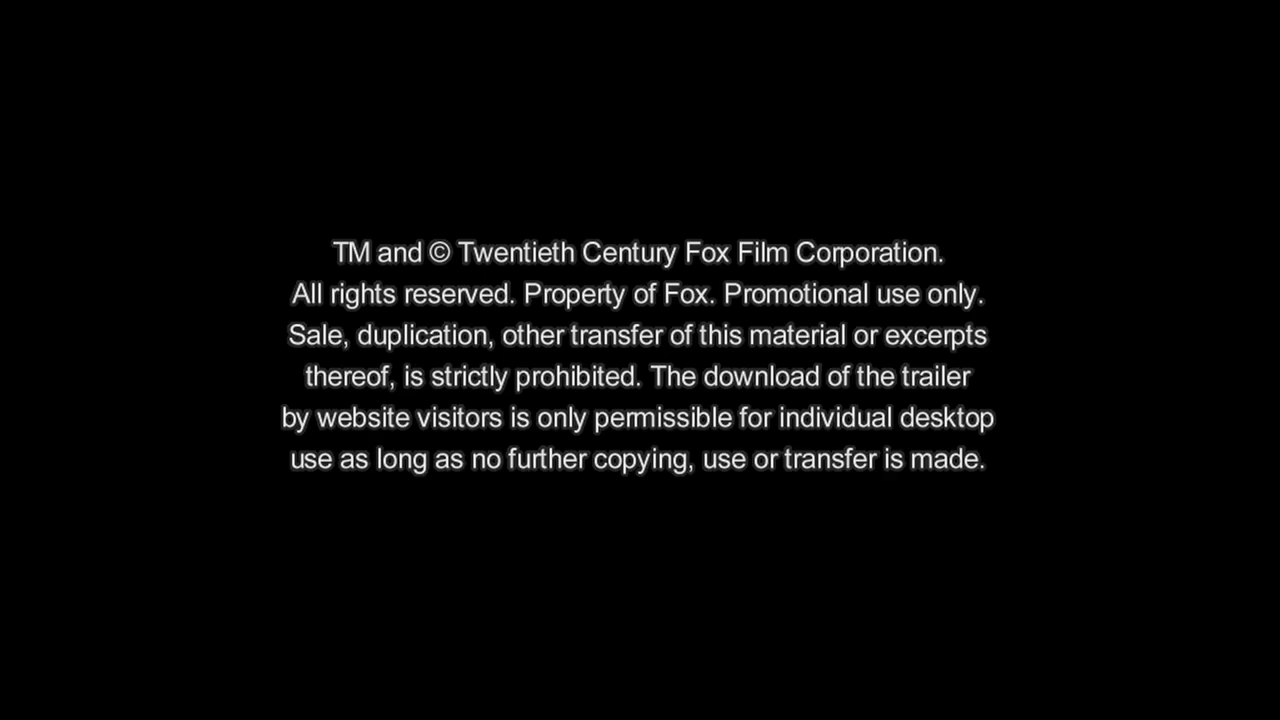 TM and © Twentieth Century Fox Film Corporation.
All rights reserved. Property of Fox. Promotional use only.
Sale, duplication, other transfer of this material or excerpts
thereof, is strictly prohibited. The download of the trailer
by website visitors is only permissible for individual desktop
use as long as no further copying, use or transfer is made.